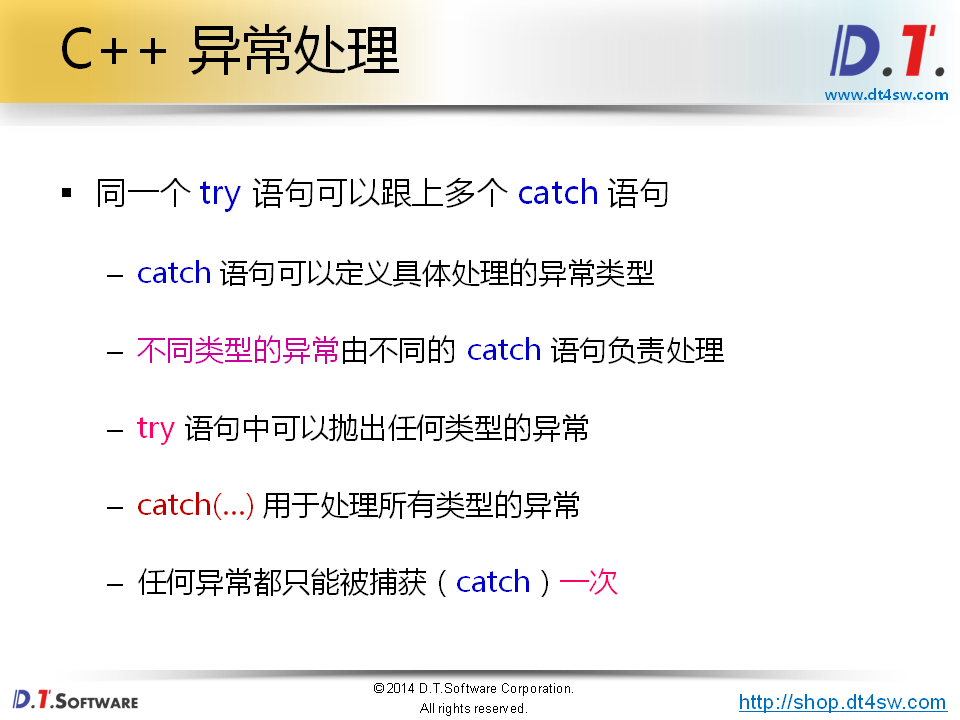 C++ 异常处理
D.T.
www.dt4sw.com
▪ 同一个 try 语句可以跟上多个 catch 语句
– catch 语句可以定义具体处理的异常类型
– 不同类型的异常由不同的 catch 语句负责处理
– try 语句中可以抛出任何类型的异常
– catch(...) 用于处理所有类型的异常
– 任何异常都只能被捕获（catch）一次
D.T.SOFTWARE
©2014 D.T.Software Corporation.
All rights reserved.
http://shop.dt4sw.com